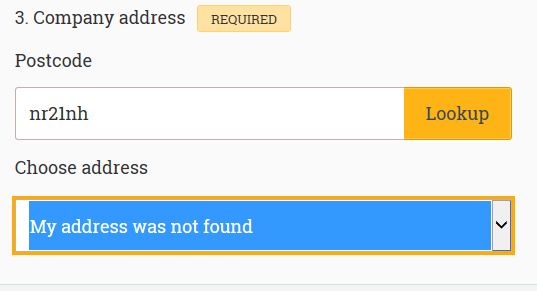 3. Company address REQUIRED
Postcode
nr21nh Lookup
Choose address
My address was not found